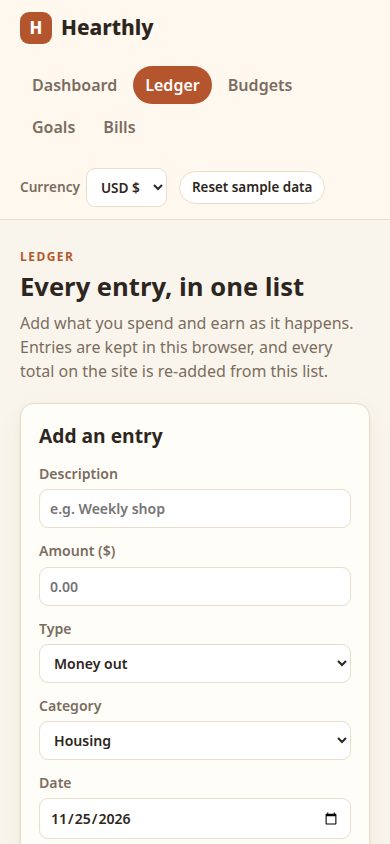 H Hearthly
Dashboard Ledger Budgets
Goals Bills
Currency USD $ Reset sample data
LEDGER
Every entry, in one list
Add what you spend and earn as it happens.
Entries are kept in this browser, and every
total on the site is re-added from this list.
Add an entry
Description
e.g. Weekly shop
Amount ($)
0.00
Type
Money out
Category
Housing
Date
11/25/2026